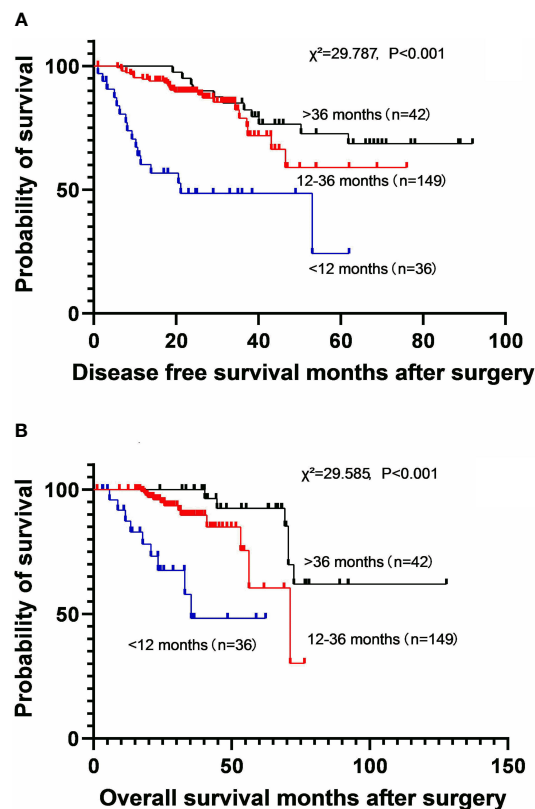 A
χ²=29.787, P<0.001
Probability of survival
100
50
0
>36 months (n=42)
12-36 months (n=149)
<12 months (n=36)
0 20 40 60 80 100
Disease free survival months after surgery
B
χ²=29.585, P<0.001
Probability of survival
100
50
0
>36 months (n=42)
<12 months (n=36)
12-36 months (n=149)
0 50 100 150
Overall survival months after surgery